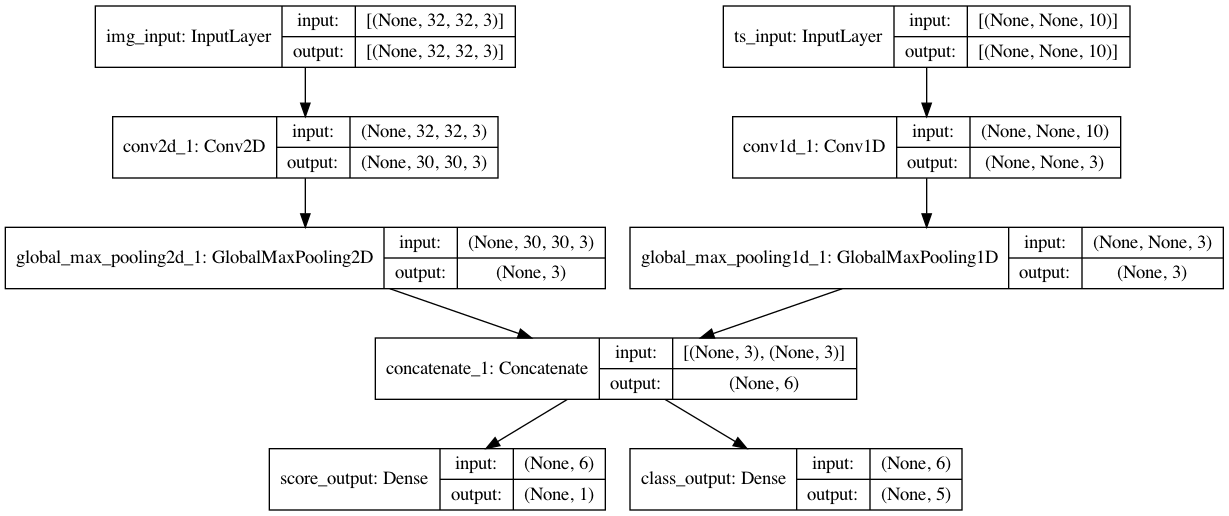 img_input: InputLayer
input: [(None, 32, 32, 3)]
output: [(None, 32, 32, 3)]
ts_input: InputLayer
input: [(None, None, 10)]
output: [(None, None, 10)]
conv2d_1: Conv2D
input: (None, 32, 32, 3)
output: (None, 30, 30, 3)
conv1d_1: Conv1D
input: (None, None, 10)
output: (None, None, 3)
global_max_pooling2d_1: GlobalMaxPooling2D
input: (None, 30, 30, 3)
output: (None, 3)
global_max_pooling1d_1: GlobalMaxPooling1D
input: (None, None, 3)
output: (None, 3)
concatenate_1: Concatenate
input: [(None, 3), (None, 3)]
output: (None, 6)
score_output: Dense
input: (None, 6)
output: (None, 1)
class_output: Dense
input: (None, 6)
output: (None, 5)